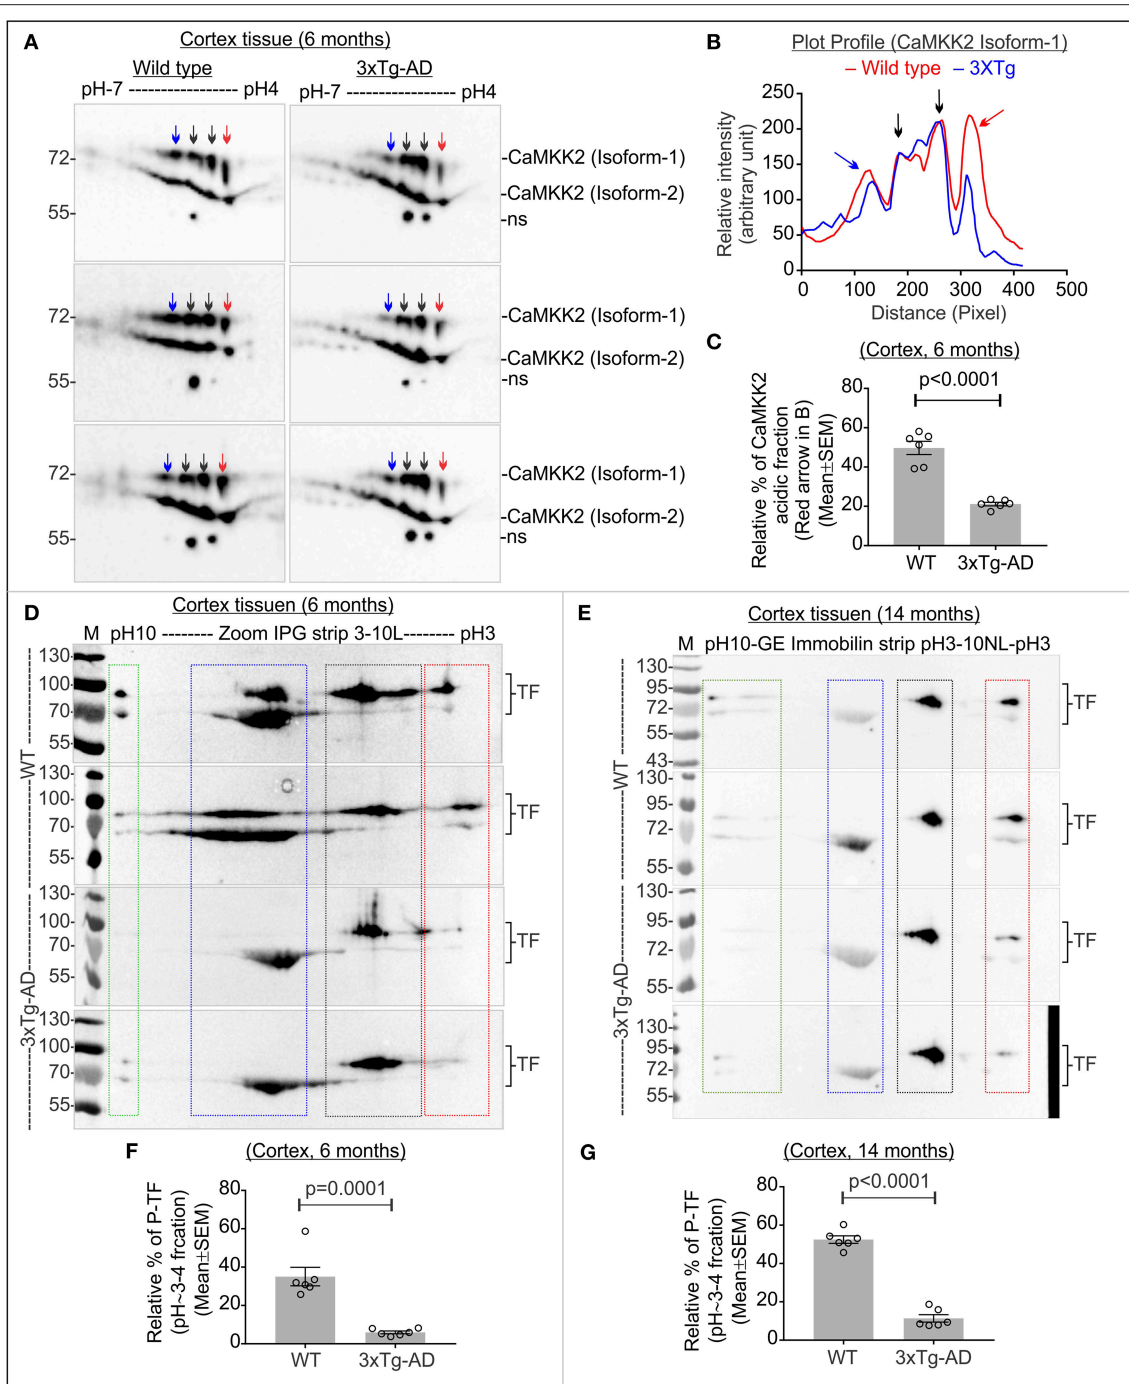 A
Cortex tissue (6 months)
Wild type
3xTg-AD
pH-7 ----------------- pH4
pH-7 ----------------- pH4
72-
55-
-CaMKK2 (Isoform-1)
-CaMKK2 (Isoform-2)
-ns
72-
55-
-CaMKK2 (Isoform-1)
-CaMKK2 (Isoform-2)
-ns
72-
55-
-CaMKK2 (Isoform-1)
-CaMKK2 (Isoform-2)
-ns
B
Plot Profile (CaMKK2 Isoform-1)
– Wild type – 3XTg
Relative intensity
(arbitrary unit)
250
200
150
100
50
0
0 100 200 300 400 500
Distance (Pixel)
C
(Cortex, 6 months)
p<0.0001
Relative % of CaMKK2
acidic fraction
(Red arrow in B)
(Mean±SEM)
80
60
40
20
0
WT 3xTg-AD
D
Cortex tissuen (6 months)
M pH10 -------- Zoom IPG strip 3-10L-------- pH3
130-
100-
70-
55-
TF
130-
100-
70-
55-
TF
130-
100-
70-
55-
TF
130-
100-
70-
55-
TF
WT
3xTg-AD
E
Cortex tissuen (14 months)
M pH10-GE Immobilin strip pH3-10NL-pH3
130-
95-
72-
55-
43-
TF
130-
95-
72-
55-
TF
130-
95-
72-
55-
TF
130-
95-
72-
55-
TF
WT
3xTg-AD
F
(Cortex, 6 months)
p=0.0001
Relative % of P-TF
(pH~3-4 frcation)
(Mean±SEM)
80
60
40
20
0
WT 3xTg-AD
G
(Cortex, 14 months)
p<0.0001
Relative % of P-TF
(pH~3-4 frcation)
(Mean±SEM)
80
60
40
20
0
WT 3xTg-AD